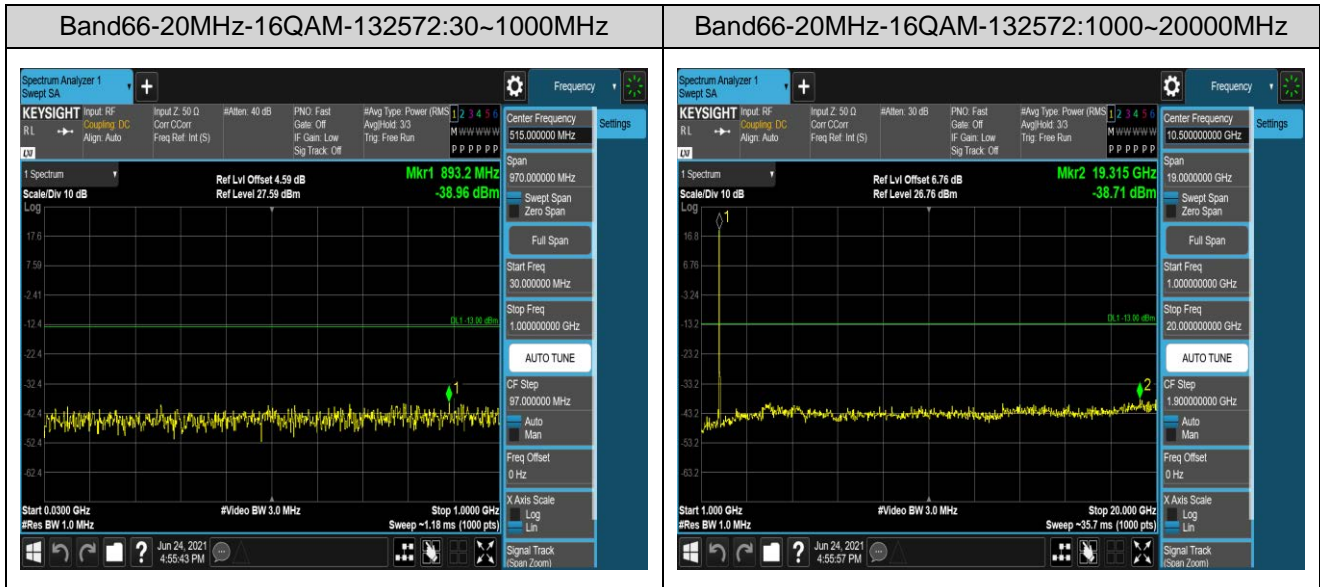 Band66-20MHz-16QAM-132572:30~1000MHz
Band66-20MHz-16QAM-132572:1000~20000MHz
Spectrum Analyzer 1
Swept SA
+
Frequency
KEYSIGHT
RL
LXI
Input: RF
Coupling: DC
Align: Auto
Input Z: 50 Ω
Corr CCorr
Freq Ref: Int (S)
#Atten: 40 dB
PNO: Fast
Gate: Off
IF Gain: Low
Sig Track: Off
#Avg Type: Power (RMS
Avg|Hold: 3/3
Trig: Free Run
1 2 3 4 5 6
M W W W W W
P P P P P P
Center Frequency
515.000000 MHz
Settings
1 Spectrum
Scale/Div 10 dB
Log
Ref Lvl Offset 4.59 dB
Ref Level 27.59 dBm
Mkr1 893.2 MHz
-38.96 dBm
Span
970.000000 MHz
Swept Span
Zero Span
Full Span
Start Freq
30.000000 MHz
Stop Freq
1.000000000 GHz
AUTO TUNE
CF Step
97.000000 MHz
Auto
Man
Freq Offset
0 Hz
X Axis Scale
Log
Lin
Signal Track
(Span Zoom)
17.6
7.59
-2.41
-12.4
-22.4
-32.4
-42.4
-52.4
-62.4
DL1 -13.00 dBm
1
Start 0.0300 GHz
#Res BW 1.0 MHz
#Video BW 3.0 MHz
Stop 1.0000 GHz
Sweep ~1.18 ms (1000 pts)
?
Jun 24, 2021
4:55:43 PM
Spectrum Analyzer 1
Swept SA
+
Frequency
KEYSIGHT
RL
LXI
Input: RF
Coupling: DC
Align: Auto
Input Z: 50 Ω
Corr CCorr
Freq Ref: Int (S)
#Atten: 30 dB
PNO: Fast
Gate: Off
IF Gain: Low
Sig Track: Off
#Avg Type: Power (RMS
Avg|Hold: 3/3
Trig: Free Run
1 2 3 4 5 6
M W W W W W
P P P P P P
Center Frequency
10.500000000 GHz
Settings
1 Spectrum
Scale/Div 10 dB
Log
Ref Lvl Offset 6.76 dB
Ref Level 26.76 dBm
Mkr2 19.315 GHz
-38.71 dBm
Span
19.0000000 GHz
Swept Span
Zero Span
Full Span
Start Freq
1.000000000 GHz
Stop Freq
20.000000000 GHz
AUTO TUNE
CF Step
1.900000000 GHz
Auto
Man
Freq Offset
0 Hz
X Axis Scale
Log
Lin
Signal Track
(Span Zoom)
1
16.8
6.76
-3.24
-13.2
-23.2
-33.2
-43.2
-53.2
-63.2
DL1 -13.00 dBm
2
Start 1.000 GHz
#Res BW 1.0 MHz
#Video BW 3.0 MHz
Stop 20.000 GHz
Sweep ~35.7 ms (1000 pts)
?
Jun 24, 2021
4:55:57 PM